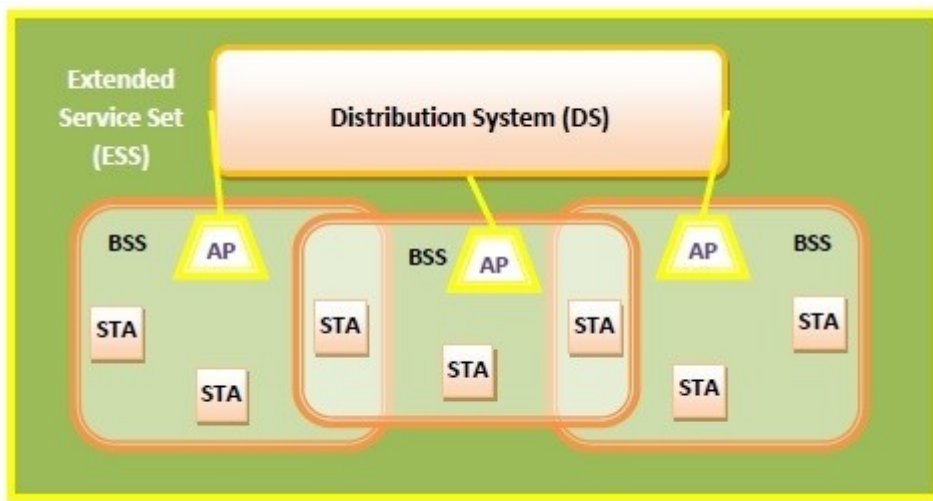 Extended
Service Set
(ESS)
Distribution System (DS)
BSS
AP
BSS
AP
AP
BSS
STA
STA
STA
STA
STA
STA
STA